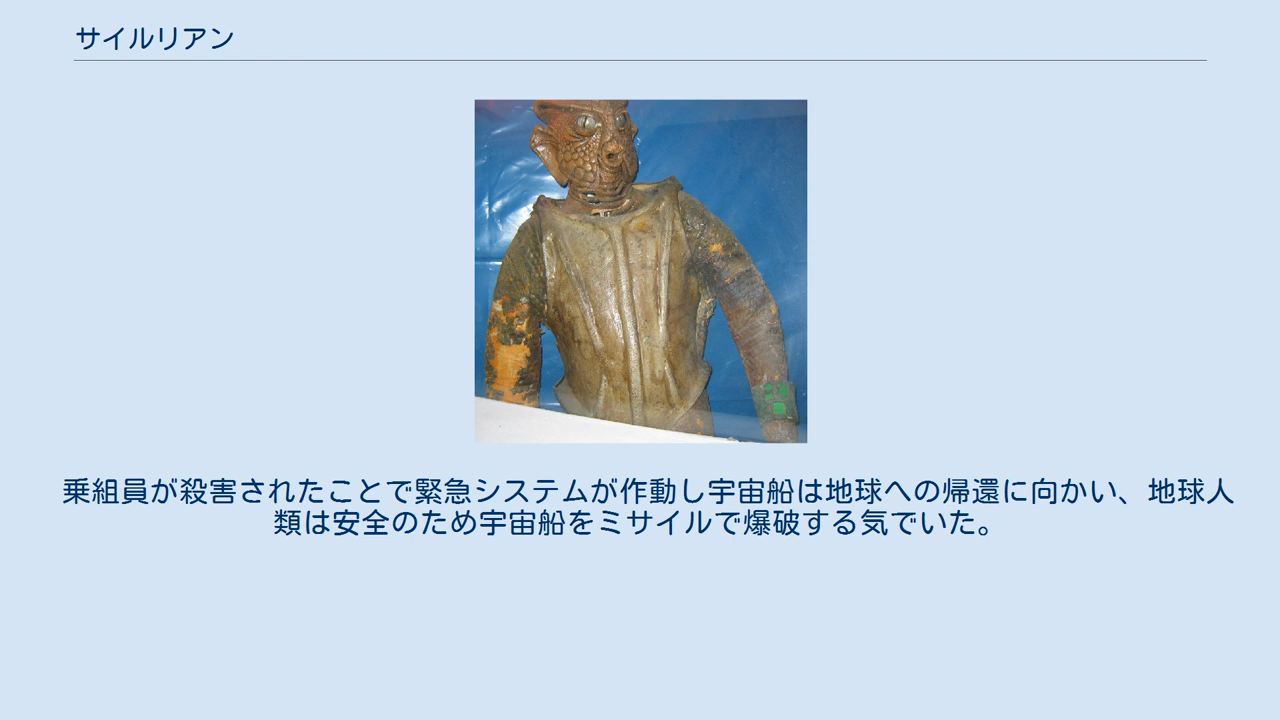 サイルリアン
乗組員が殺害されたことで緊急システムが作動し宇宙船は地球への帰還に向かい、地球人
類は安全のため宇宙船をミサイルで爆破する気でいた。